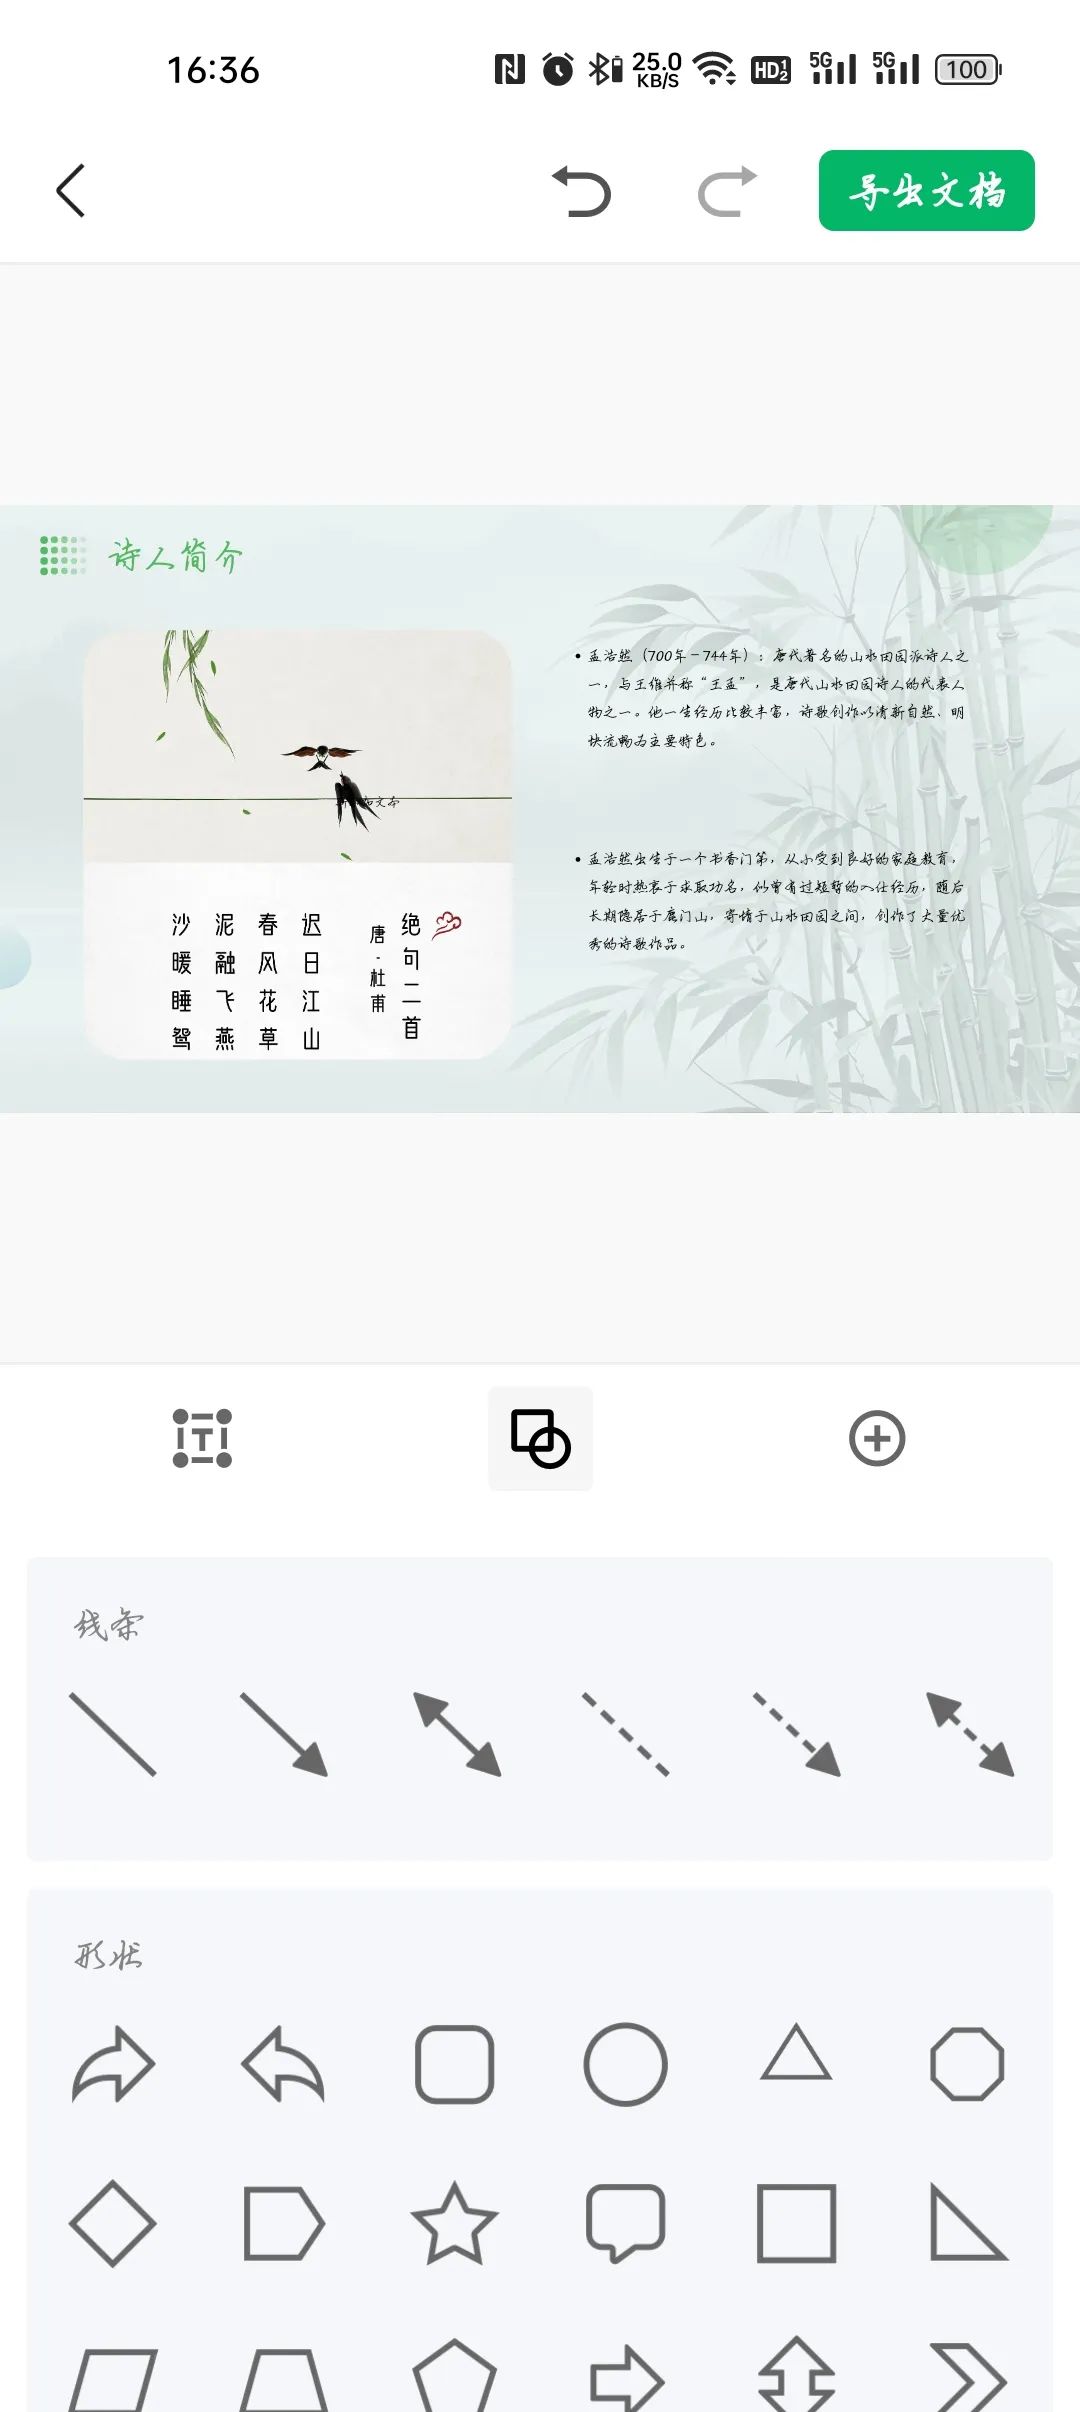 16:36
25.0
KB/S
HD
5G
5G
100
导出文档
诗人简介
绝句二首
唐·杜甫
迟日江山
春风花草
泥融飞燕
沙暖睡鸳
• 孟浩然（700年-744年）：唐代著名的山水田园派诗人之
一，与王维并称“王孟”，是唐代山水田园诗人的代表人
物之一。他一生经历比较丰富，诗歌创作以清新自然、明
快流畅为主要特色。
• 孟浩然出生于一个书香门第，从小受到良好的家庭教育，
年轻时热衷于求取功名，似曾有过短暂的入仕经历，随后
长期隐居于鹿门山，寄情于山水田园之间，创作了大量优
秀的诗歌作品。
线条
形状